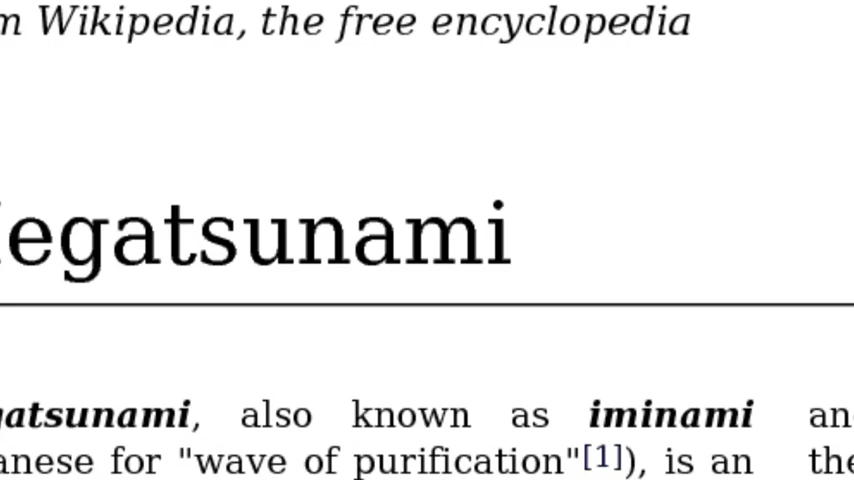 m Wikipedia, the free encyclopedia
egatsunami
gatsunami, also known as iminami
anese for "wave of purification"[1]), is an
an
the